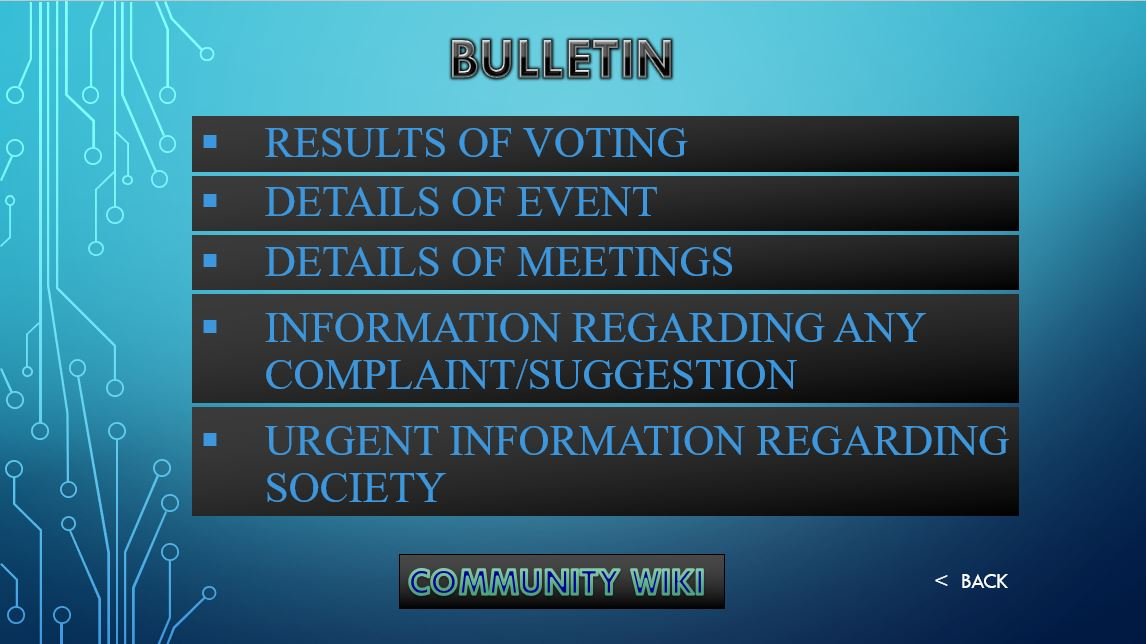 BULLETIN
▪ RESULTS OF VOTING
▪ DETAILS OF EVENT
▪ DETAILS OF MEETINGS
▪ INFORMATION REGARDING ANY
COMPLAINT/SUGGESTION
▪ URGENT INFORMATION REGARDING
SOCIETY
COMMUNITY WIKI
< BACK